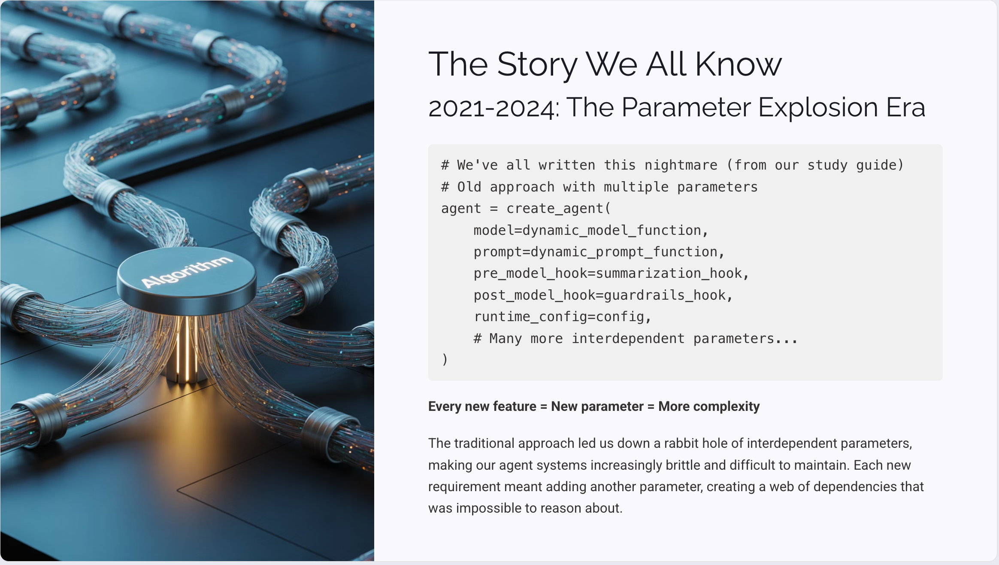 Algorithm
The Story We All Know
2021-2024: The Parameter Explosion Era
# We've all written this nightmare (from our study guide)
# Old approach with multiple parameters
agent = create_agent(
    model=dynamic_model_function,
    prompt=dynamic_prompt_function,
    pre_model_hook=summarization_hook,
    post_model_hook=guardrails_hook,
    runtime_config=config,
    # Many more interdependent parameters...
)
Every new feature = New parameter = More complexity
The traditional approach led us down a rabbit hole of interdependent parameters,
making our agent systems increasingly brittle and difficult to maintain. Each new
requirement meant adding another parameter, creating a web of dependencies that
was impossible to reason about.